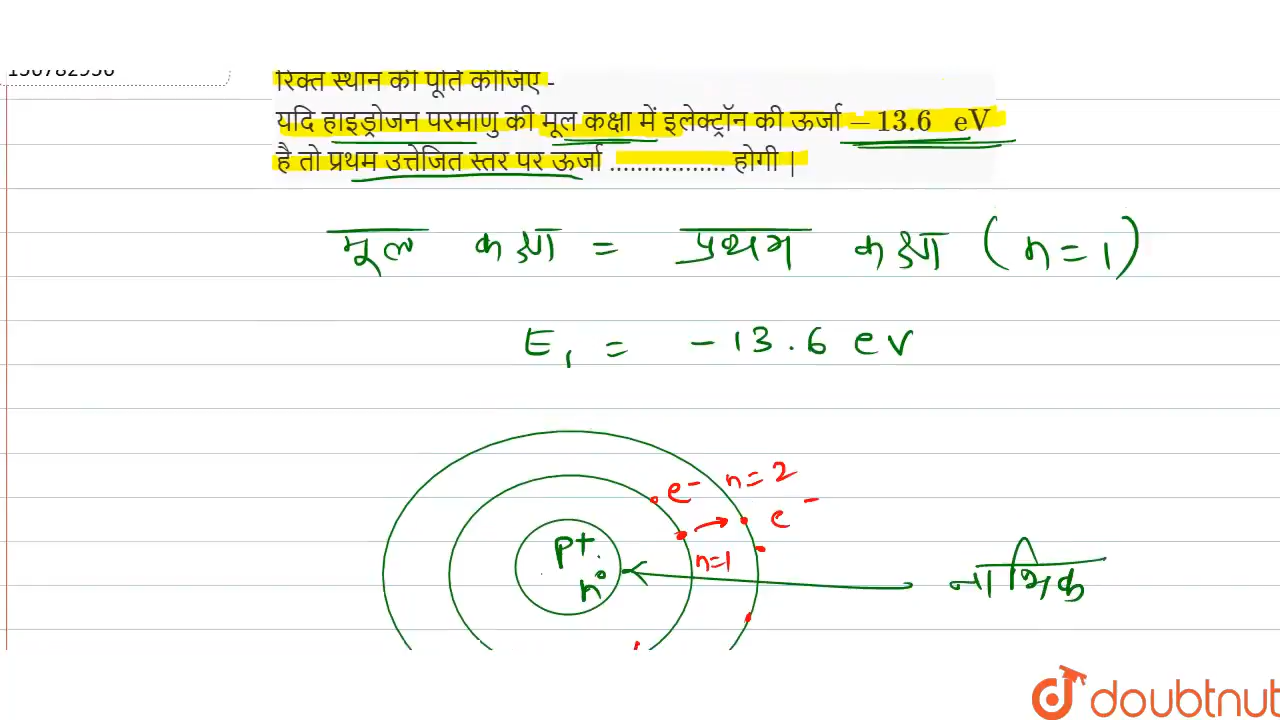 रिक्त स्थान की पूर्ति कीजिए -
यदि हाइड्रोजन परमाणु की मूल कक्षा में इलेक्ट्रॉन की ऊर्जा −13.6 eV
है तो प्रथम उत्तेजित स्तर पर ऊर्जा ................. होगी |
मूल कक्षा = प्रथम कक्षा (n=1)
E₁ = -13.6 eV
e⁻ n=2
e⁻
p+
n=1
n°
नाभिक
doubtnut